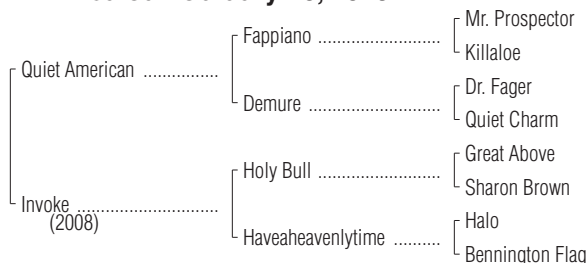 Mr. Prospector
Fappiano ..........................
Killaloe
Quiet American ................
Dr. Fager
Demure ............................
Quiet Charm
Great Above
Holy Bull ..........................
Sharon Brown
Invoke ..............................
(2008)
Halo
Haveaheavenlytime ..........
Bennington Flag